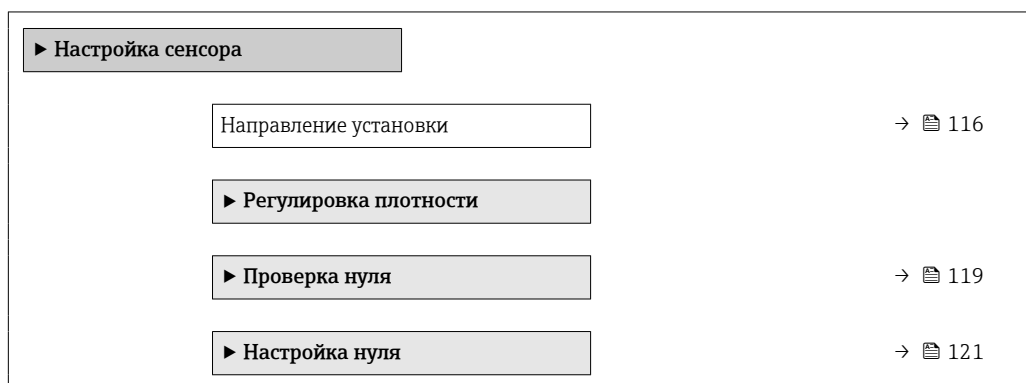 ▶ Настройка сенсора
Направление установки → 116
▶ Регулировка плотности
▶ Проверка нуля → 119
▶ Настройка нуля → 121